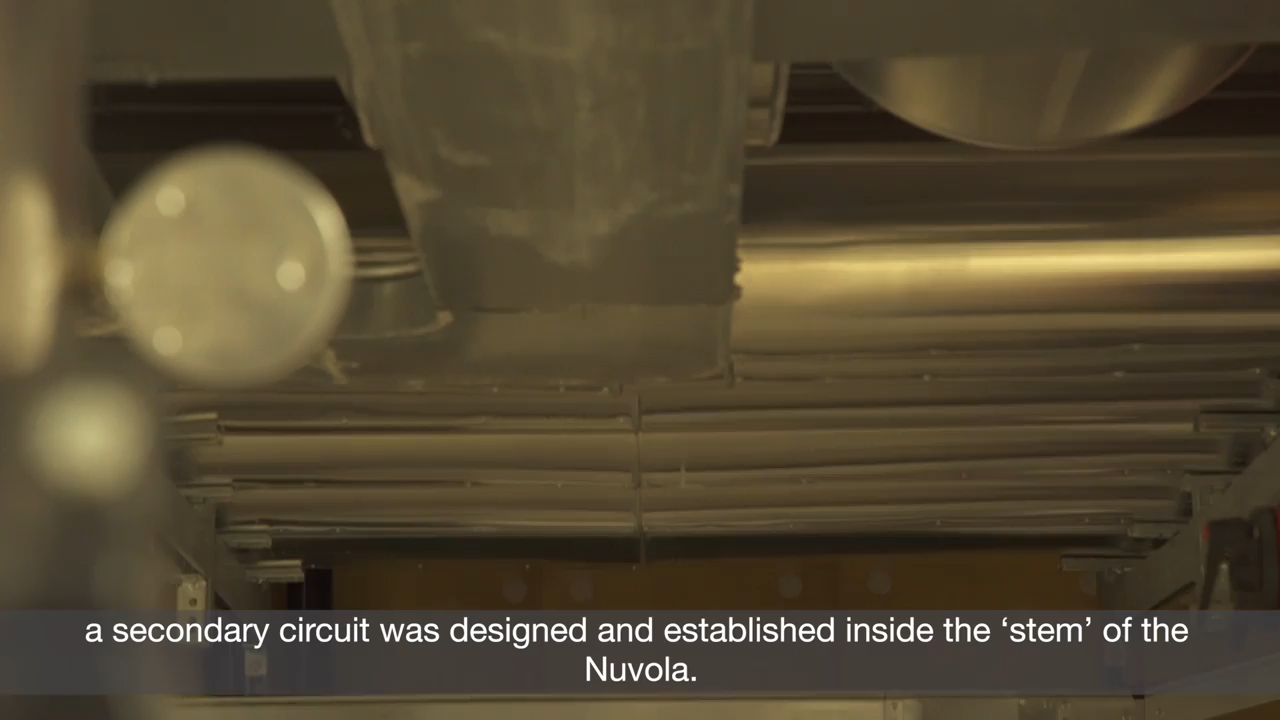 a secondary circuit was designed and established inside the ‘stem’ of the
Nuvola.